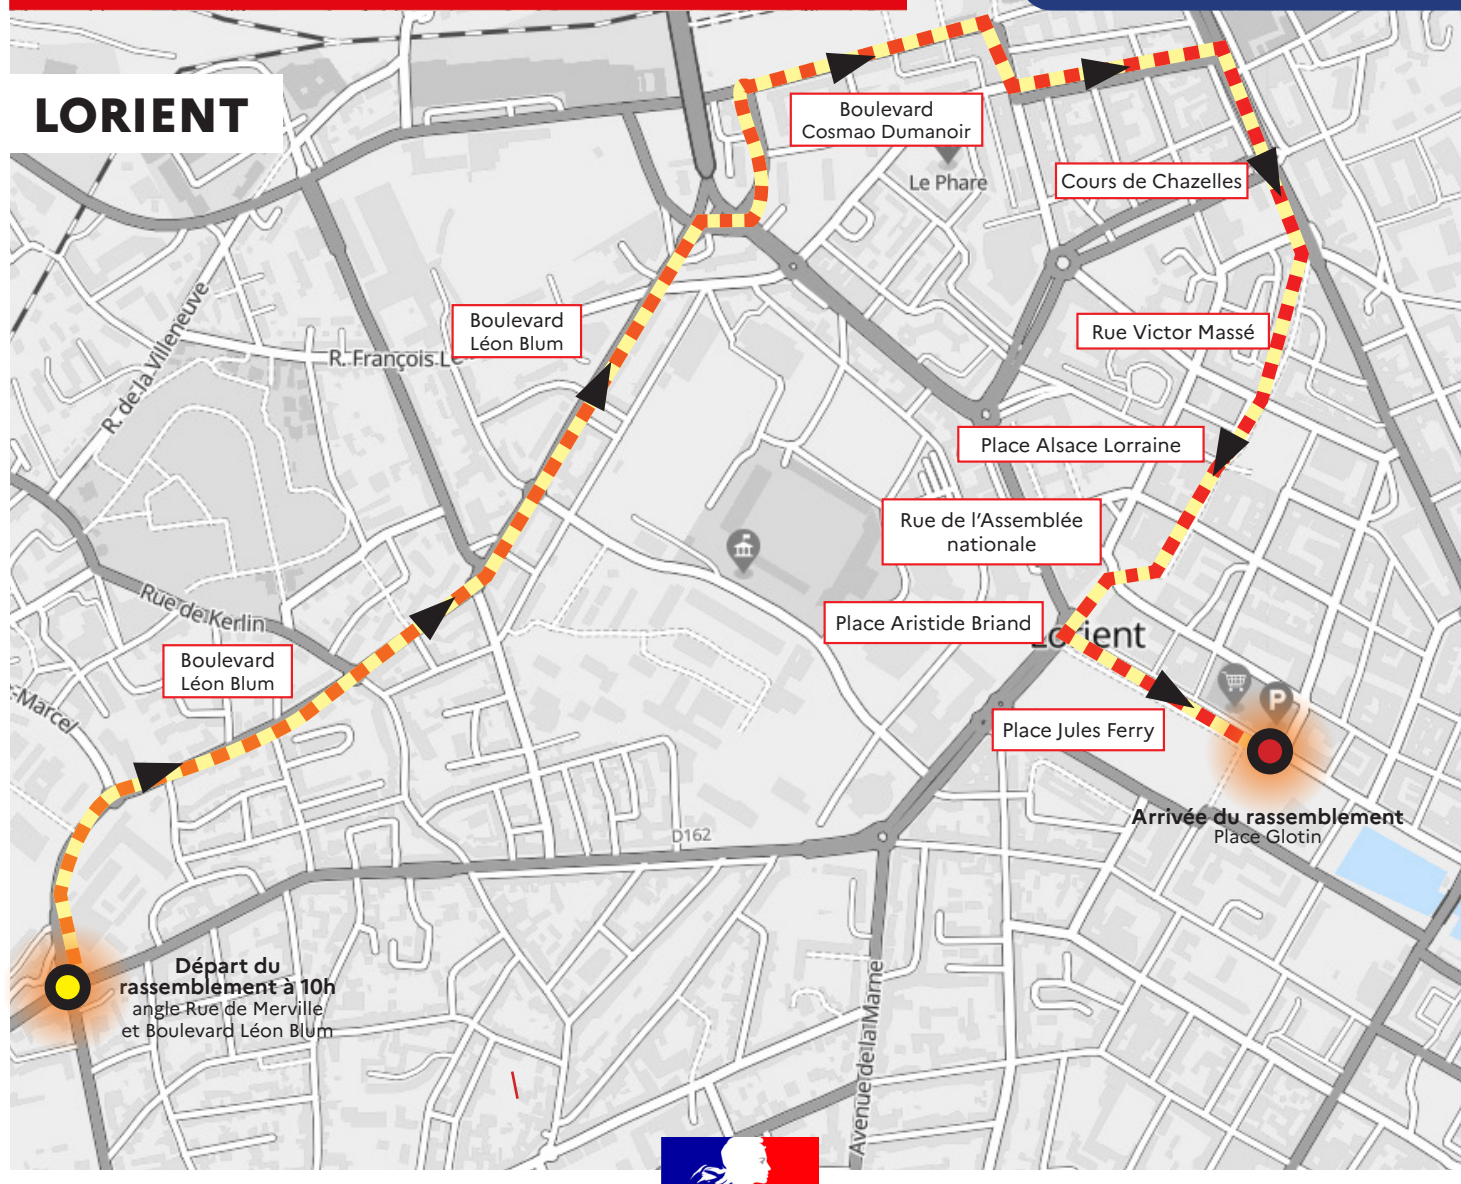 LORIENT
Boulevard
Cosmao Dumanoir
Le Phare
Cours de Chazelles
R. de la Villeneuve
Boulevard
Léon Blum
R. François Le
Rue Victor Massé
Place Alsace Lorraine
Rue de l'Assemblée
nationale
Rue de Kerlin
Place Aristide Briand
Lorient
Boulevard
Léon Blum
-Marcel
P
Place Jules Ferry
D162
Arrivée du rassemblement
Place Glotin
Départ du
rassemblement à 10h
angle Rue de Merville
et Boulevard Léon Blum
Avenue de la Marne